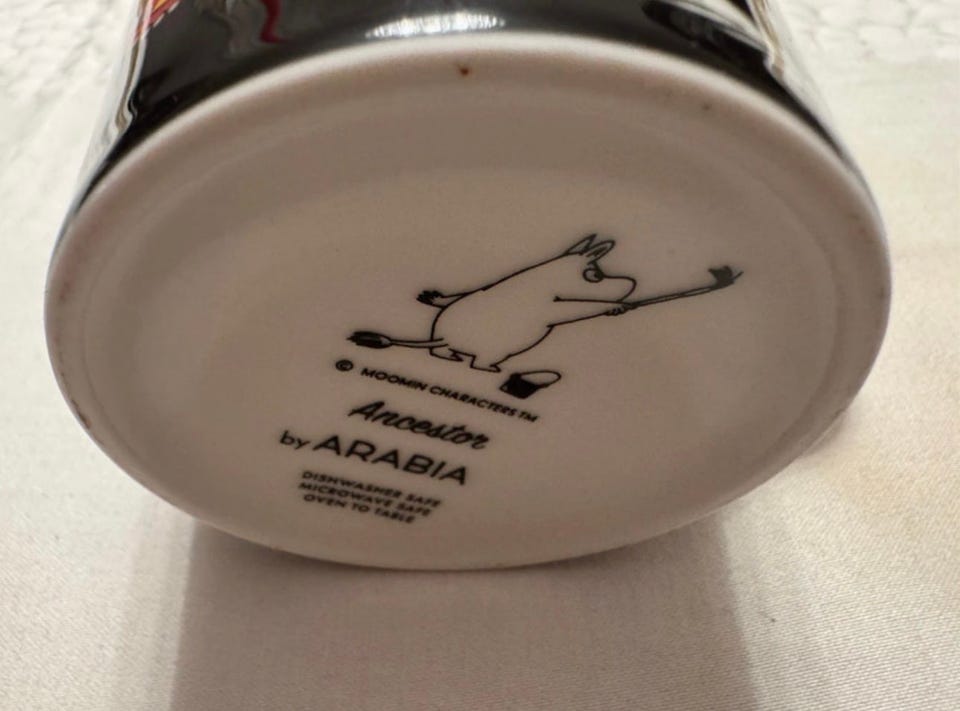 © MOOMIN CHARACTERS TM
Ancestor
by ARABIA
DISHWASHER SAFE
MICROWAVE SAFE
OVEN TO TABLE